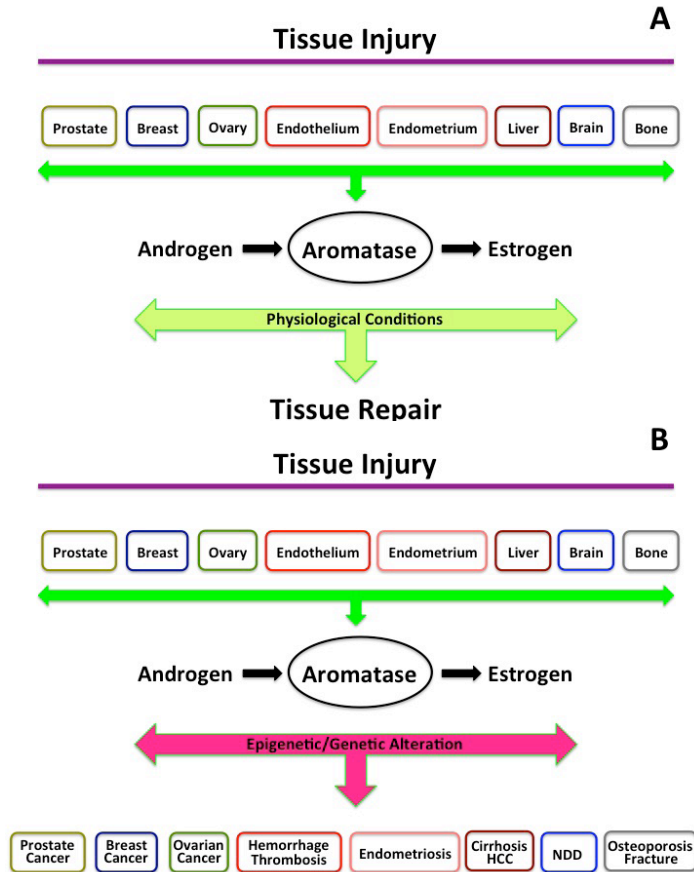 A
Tissue Injury
Prostate Breast Ovary Endothelium Endometrium Liver Brain Bone
Androgen Aromatase Estrogen
Physiological Conditions
Tissue Repair
B
Tissue Injury
Prostate Breast Ovary Endothelium Endometrium Liver Brain Bone
Androgen Aromatase Estrogen
Epigenetic/Genetic Alteration
Prostate
Cancer
Breast
Cancer
Ovarian
Cancer
Hemorrhage
Thrombosis
Endometriosis
Cirrhosis
HCC
NDD
Osteoporosis
Fracture